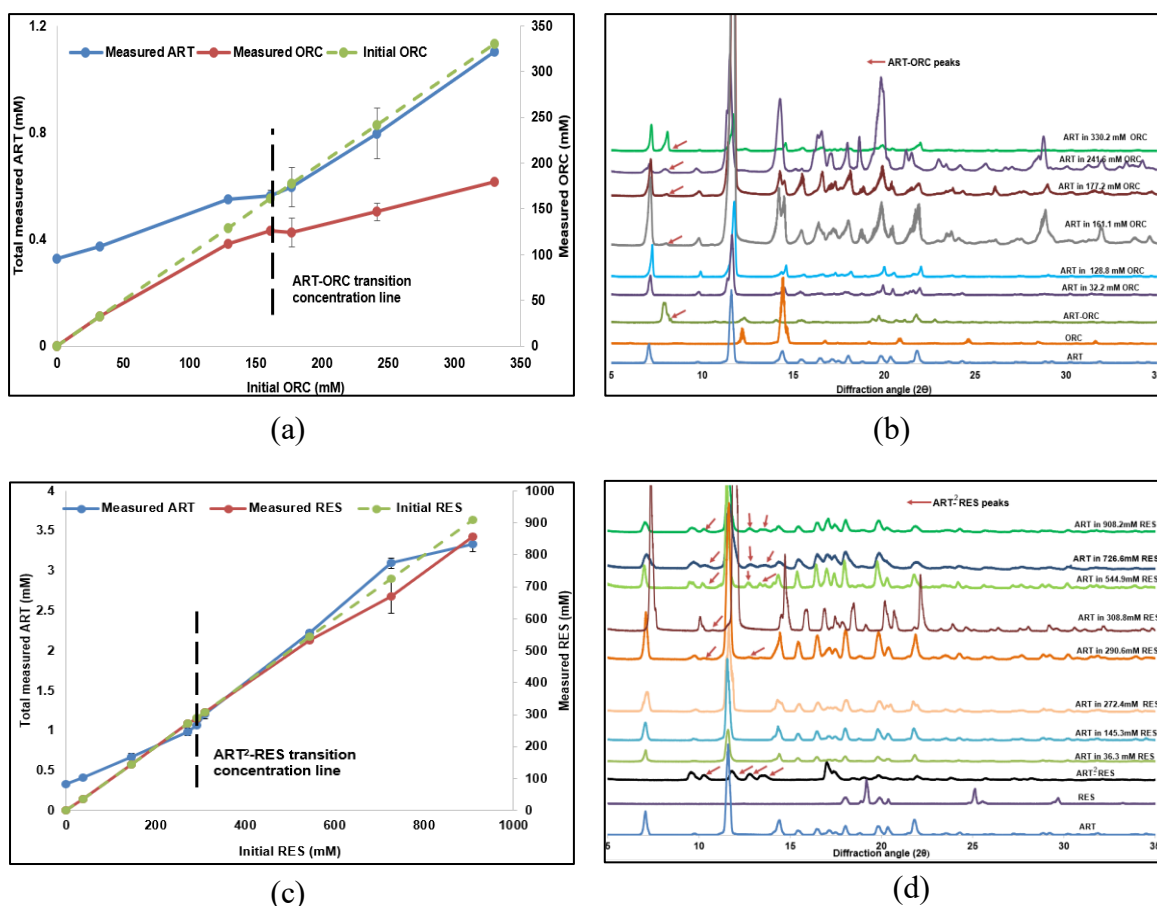 1.2
0.8
0.4
0
Total measured ART (mM)
350
300
250
200
150
100
50
0
Measured ORC (mM)
Measured ART Measured ORC Initial ORC
ART-ORC transition
concentration line
0 50 100 150 200 250 300 350
Initial ORC (mM)
(a)
ART-ORC peaks
ART in 330.2 mM ORC
ART in 241.6 mM ORC
ART in 177.2 mM ORC
ART in 161.1 mM ORC
ART in 128.8 mM ORC
ART in 32.2 mM ORC
ART-ORC
ORC
ART
5 10 15 20 25 30 35
Diffraction angle (2Θ)
(b)
4
3.5
3
2.5
2
1.5
1
0.5
0
Total measured ART (mM)
1000
900
800
700
600
500
400
300
200
100
0
Measured RES (mM)
Measured ART Measured RES Initial RES
ART²-RES transition
concentration line
0 200 400 600 800 1000
Initial RES (mM)
(c)
ART²-RES peaks
ART in 908.2mM RES
ART in 726.6mM RES
ART in 544.9mM RES
ART in 308.8mM RES
ART in 290.6mM RES
ART in 272.4mM RES
ART in 145.3mM RES
ART in 36.3 mM RES
ART²-RES
RES
ART
5 10 15 20 25 30
Diffraction angle (2Θ)
(d)